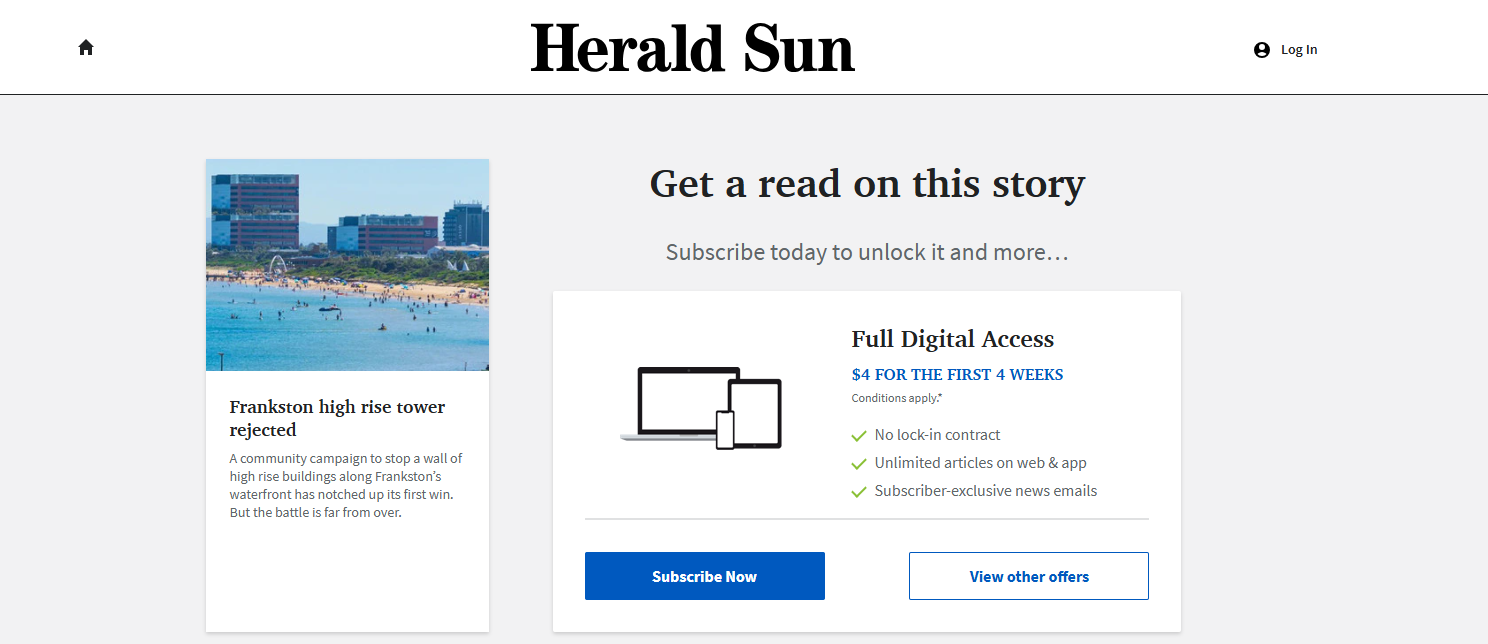 Herald Sun
Log In
Get a read on this story
Subscribe today to unlock it and more…
Frankston high rise tower
rejected
A community campaign to stop a wall of
high rise buildings along Frankston’s
waterfront has notched up its first win.
But the battle is far from over.
Full Digital Access
$4 FOR THE FIRST 4 WEEKS
Conditions apply.*
No lock-in contract
Unlimited articles on web & app
Subscriber-exclusive news emails
Subscribe Now
View other offers